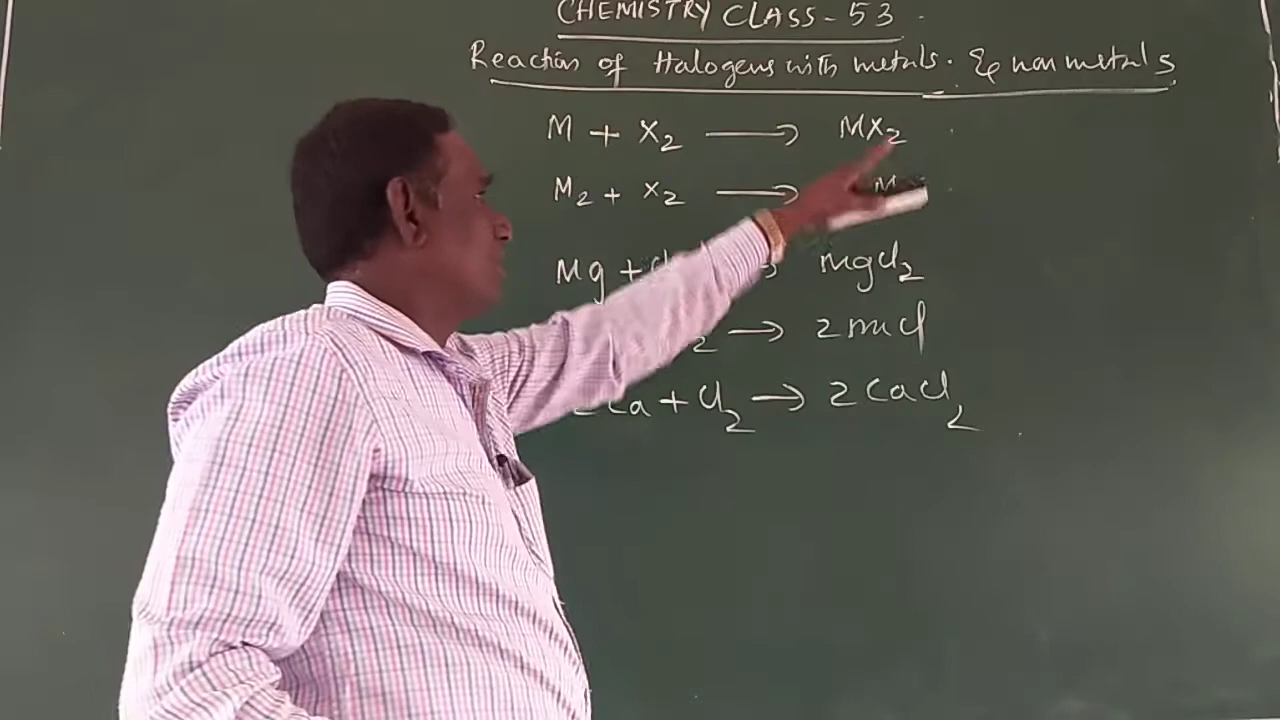 CHEMISTRY CLASS - 53
Reaction of Halogens with metals. & non metals
M + X2 → MX2
M2 + X2 → M
Mg + → MgCl2
2 →
Ca + Cl2 → 2CaCl2